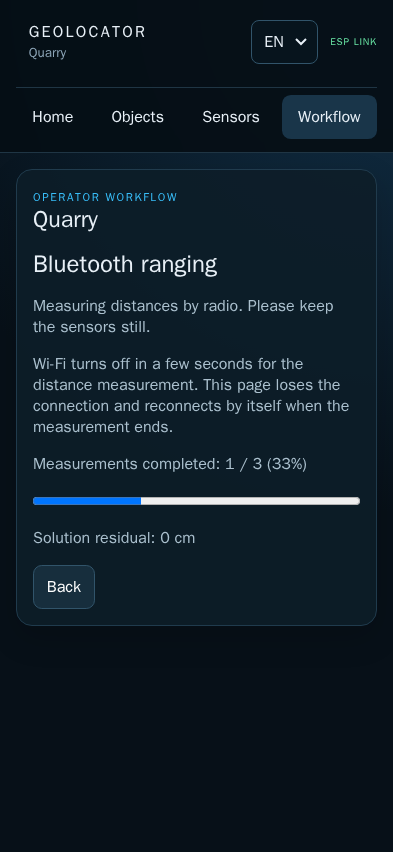 GEOLOCATOR
Quarry
EN
ESP LINK
Home
Objects
Sensors
Workflow
OPERATOR WORKFLOW
Quarry
Bluetooth ranging
Measuring distances by radio. Please keep
the sensors still.
Wi-Fi turns off in a few seconds for the
distance measurement. This page loses the
connection and reconnects by itself when the
measurement ends.
Measurements completed: 1 / 3 (33%)
Solution residual: 0 cm
Back